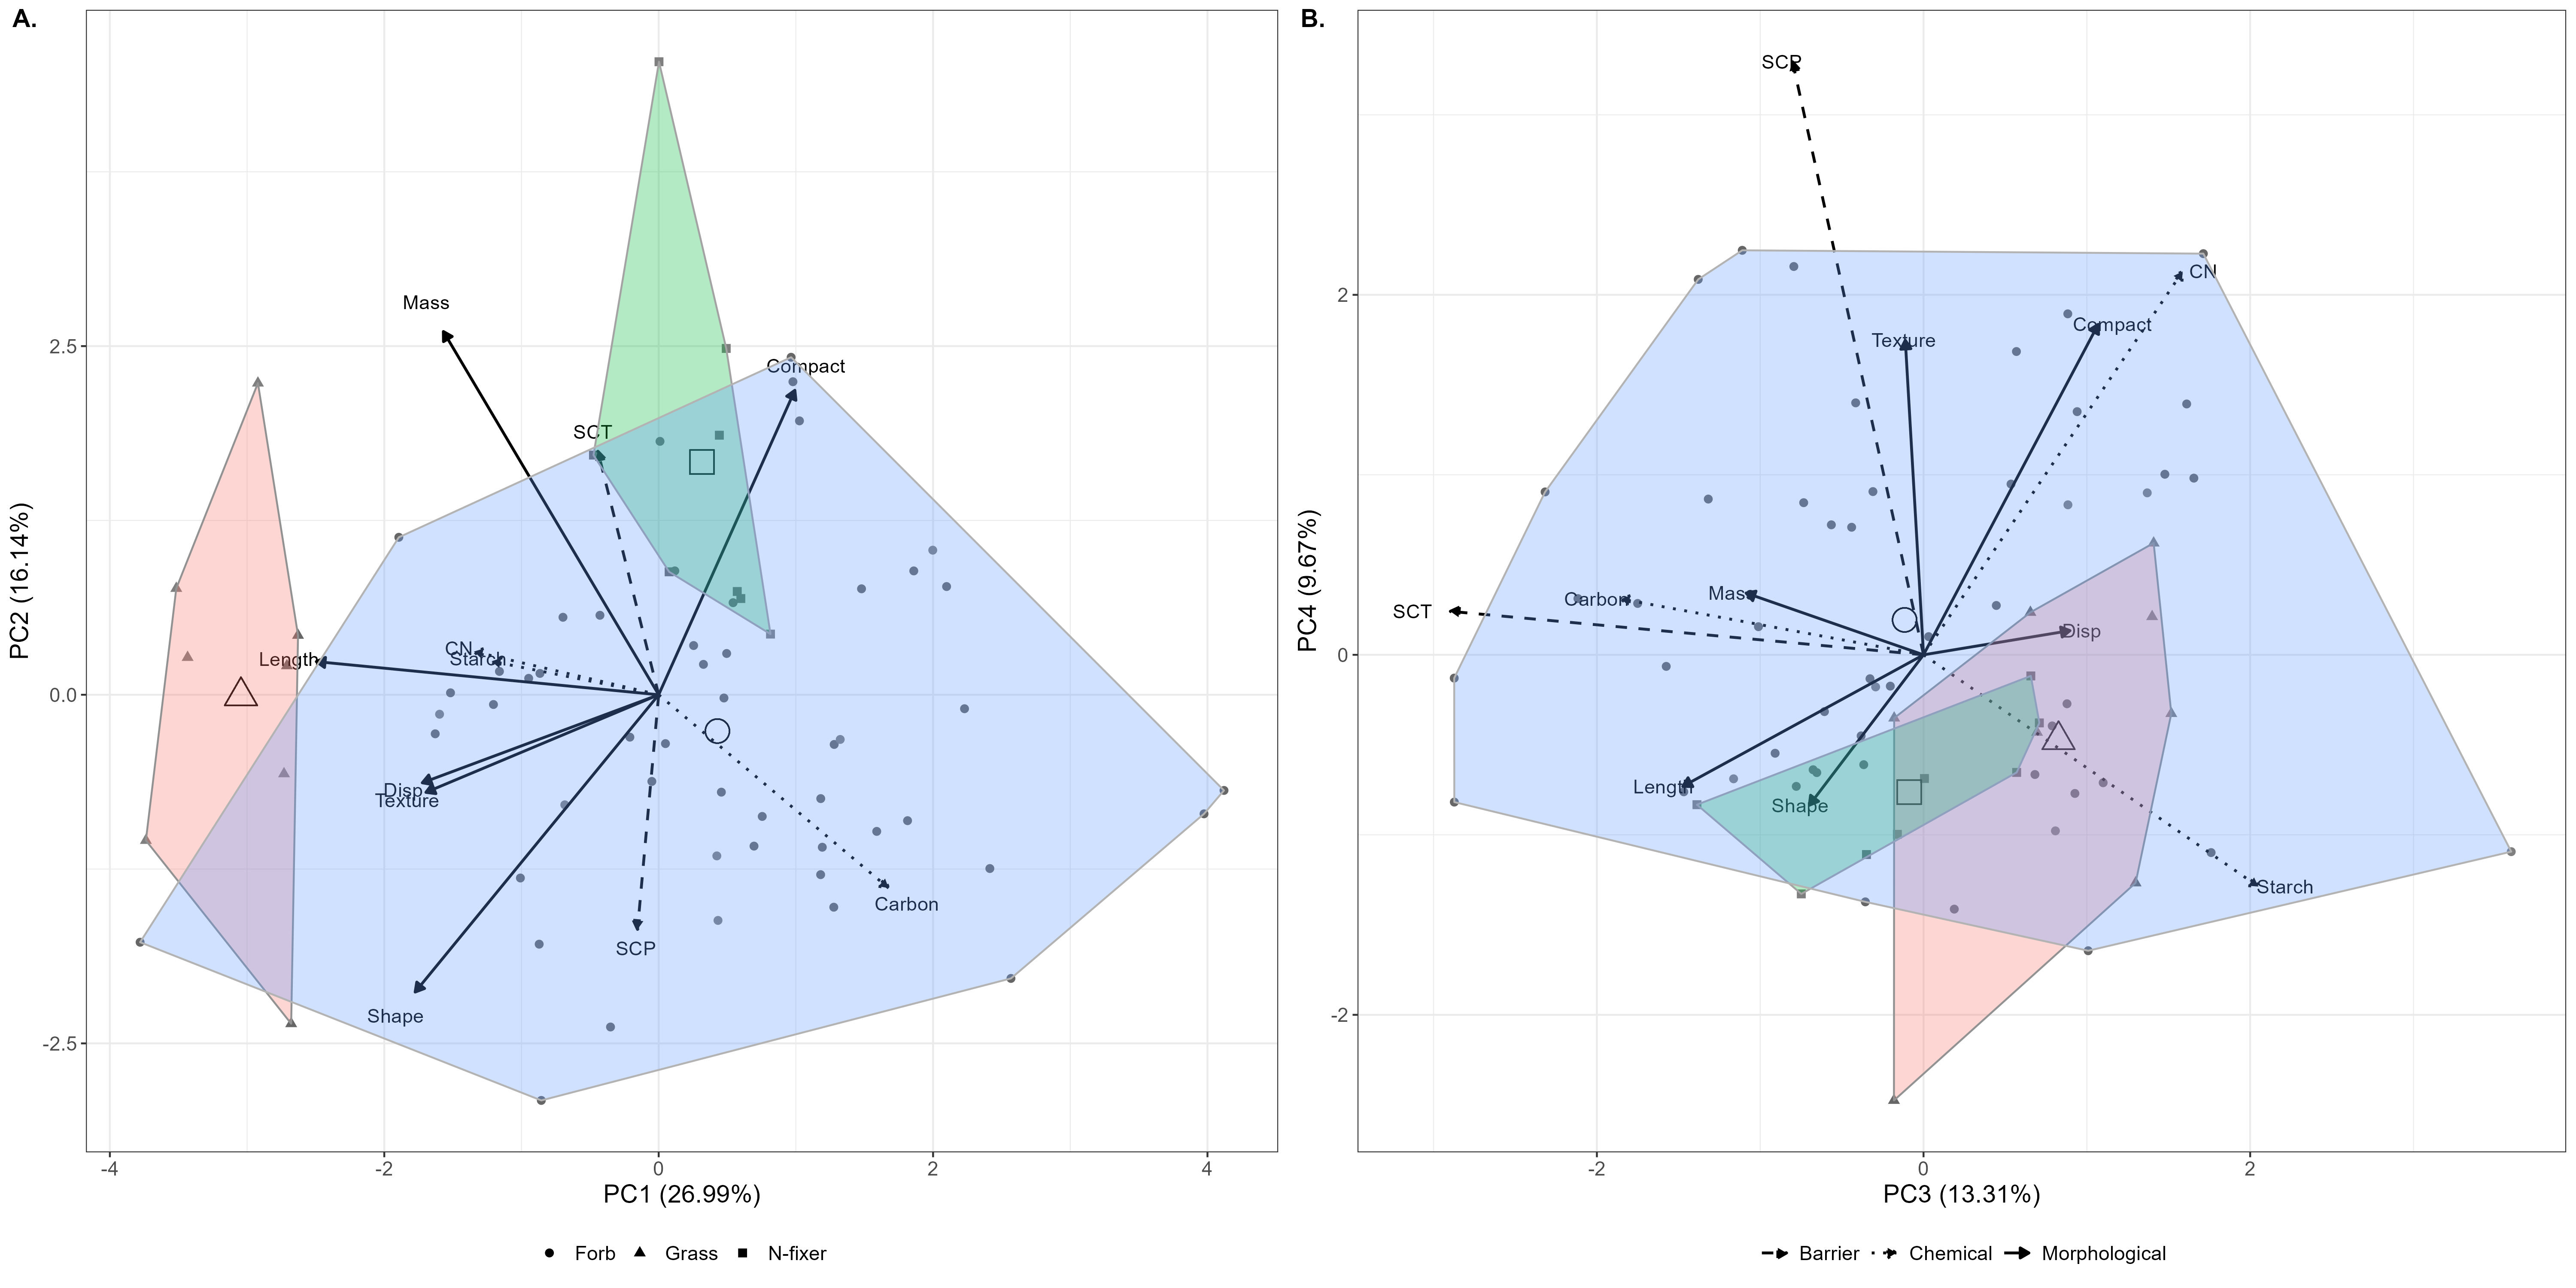 A.
PC2 (16.14%)
2.5
0.0
-2.5
Mass
Compact
SCT
CN
Starch
Length
Disp
Texture
Carbon
SCP
Shape
-4
-2
0
2
4
PC1 (26.99%)
Forb
Grass
N-fixer
B.
PC4 (9.67%)
2
0
-2
SCP
CN
Compact
Texture
Carbon
Mass
SCT
Disp
Length
Shape
Starch
-2
0
2
PC3 (13.31%)
Barrier
Chemical
Morphological